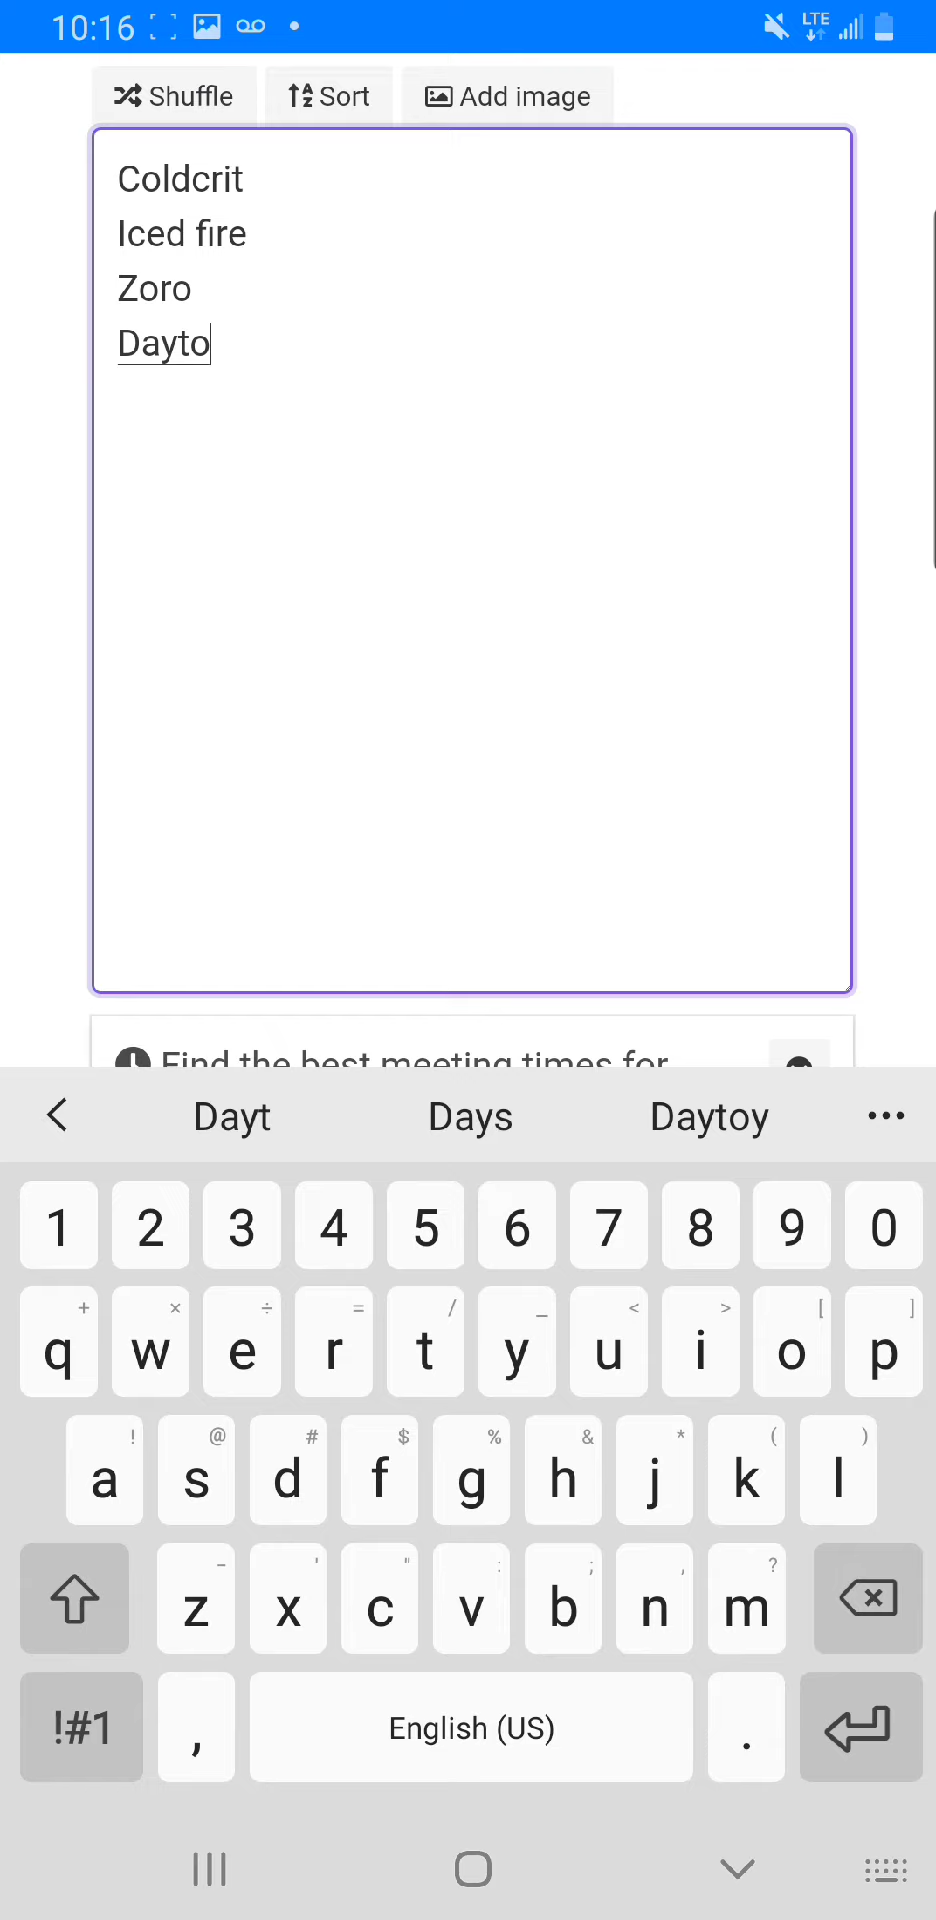 10:16 LTE
Shuffle Sort Add image
Coldcrit
Iced fire
Zoro
Dayto
Find the best meeting times for
Dayt Days Daytoy
1 2 3 4 5 6 7 8 9 0
+ × ÷ = / _ < > [ ]
q w e r t y u i o p
! @ # $ % & * ( )
a s d f g h j k l
- ' " : ; , ?
z x c v b n m
!#1 , English (US) .